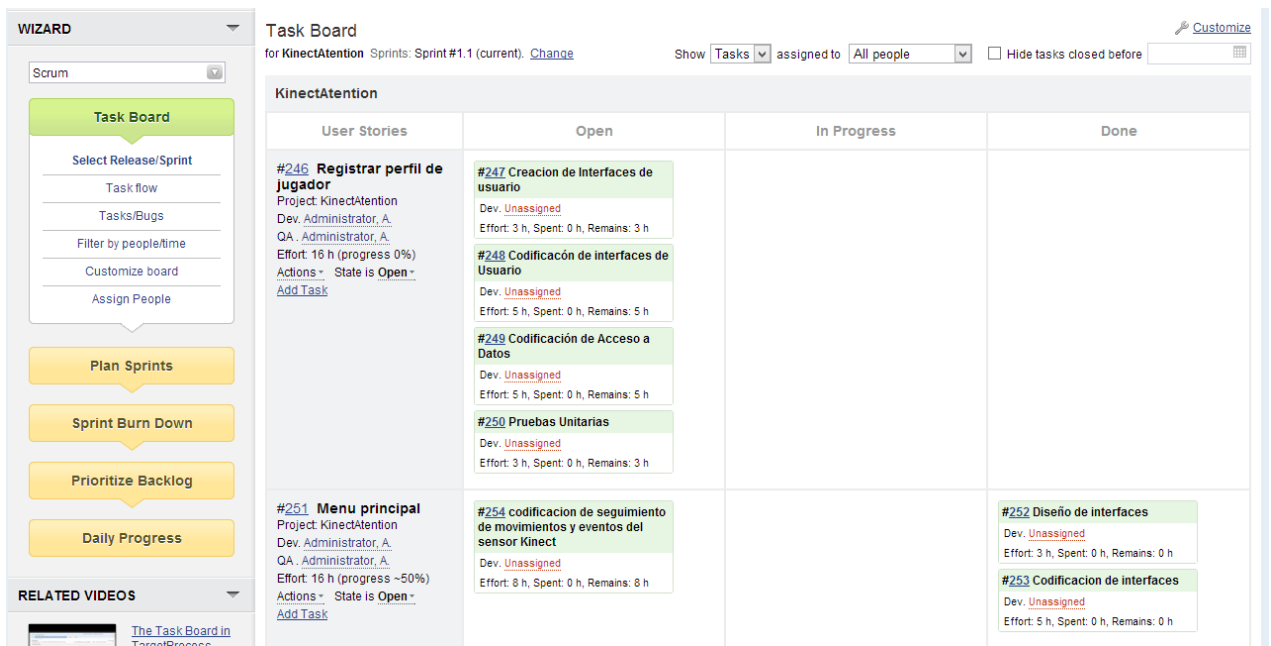 WIZARD
Scrum
Task Board
Select Release/Sprint
Task flow
Tasks/Bugs
Filter by people/time
Customize board
Assign People
Plan Sprints
Sprint Burn Down
Prioritize Backlog
Daily Progress
RELATED VIDEOS
The Task Board in
TargetProcess
Task Board
Customize
for KinectAtention Sprints: Sprint #1.1 (current). Change
Show Tasks assigned to All people Hide tasks closed before
KinectAtention
User Stories Open In Progress Done
#246 Registrar perfil de
jugador
Project: KinectAtention
Dev. Administrator, A.
QA . Administrator, A.
Effort: 16 h (progress 0%)
Actions State is Open
Add Task
#247 Creacion de Interfaces de
usuario
Dev. Unassigned
Effort: 3 h, Spent: 0 h, Remains: 3 h
#248 Codificacón de interfaces de
Usuario
Dev. Unassigned
Effort: 5 h, Spent: 0 h, Remains: 5 h
#249 Codificación de Acceso a
Datos
Dev. Unassigned
Effort: 5 h, Spent: 0 h, Remains: 5 h
#250 Pruebas Unitarias
Dev. Unassigned
Effort: 3 h, Spent: 0 h, Remains: 3 h
#251 Menu principal
Project: KinectAtention
Dev. Administrator, A.
QA . Administrator, A.
Effort: 16 h (progress ~50%)
Actions State is Open
Add Task
#254 codificacion de seguimiento
de movimientos y eventos del
sensor Kinect
Dev. Unassigned
Effort: 8 h, Spent: 0 h, Remains: 8 h
#252 Diseño de interfaces
Dev. Unassigned
Effort: 3 h, Spent: 0 h, Remains: 0 h
#253 Codificacion de interfaces
Dev. Unassigned
Effort: 5 h, Spent: 0 h, Remains: 0 h